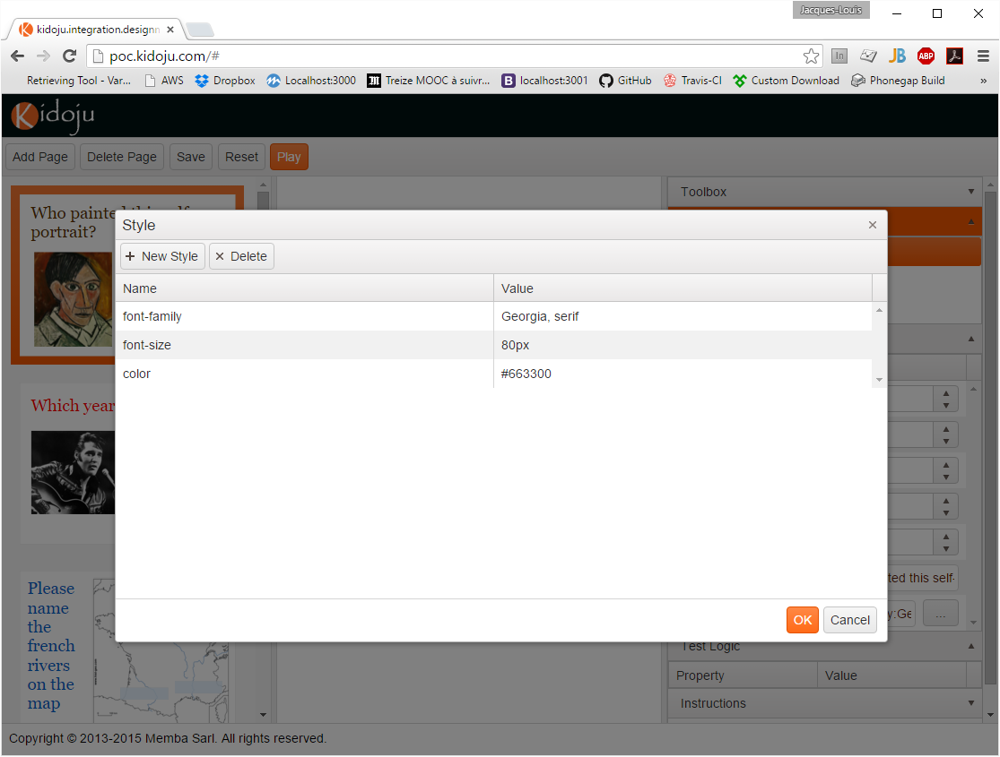 Jacques-Louis
kidoju.integration.designn
poc.kidoju.com/#
Retrieving Tool - Var... AWS Dropbox Localhost:3000 Treize MOOC à suivr... localhost:3001 GitHub Travis-CI Custom Download Phonegap Build »
Kidoju
Add Page Delete Page Save Reset Play
Who painted this self
portrait?
Toolbox
Style
New Style Delete
Name Value
font-family Georgia, serif
font-size 80px
color #663300
Which year
Please
name
the
french
rivers
on the
map
ted this self-
y:Ge ...
OK Cancel
Test Logic
Property Value
Instructions
Copyright © 2013-2015 Memba Sarl. All rights reserved.